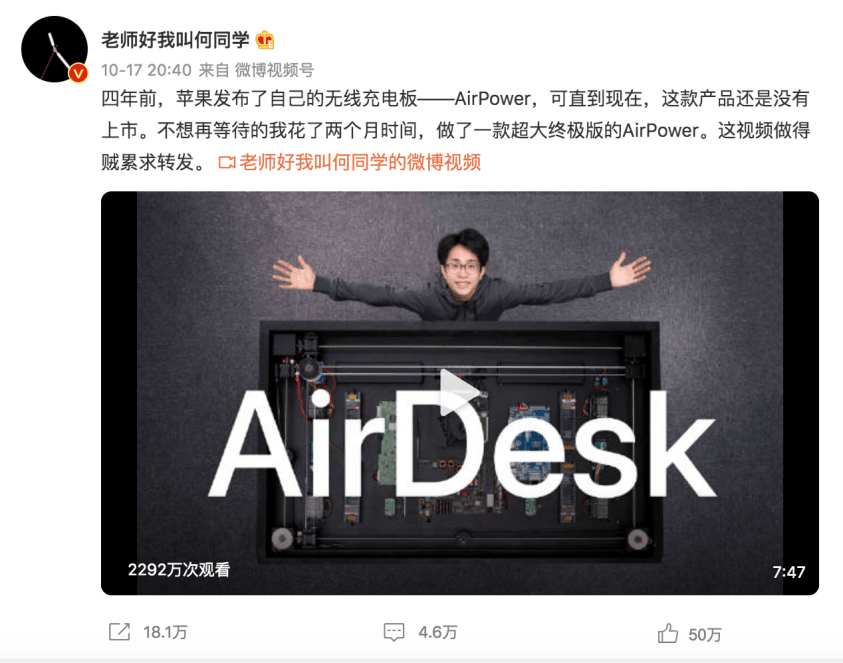 老师好我叫何同学
10-17 20:40 来自 微博视频号
四年前，苹果发布了自己的无线充电板——AirPower，可直到现在，这款产品还是没有
上市。不想再等待的我花了两个月时间，做了一款超大终极版的AirPower。这视频做得
贼累求转发。 老师好我叫何同学的微博视频
AirDesk
2292万次观看
7:47
18.1万
4.6万
50万